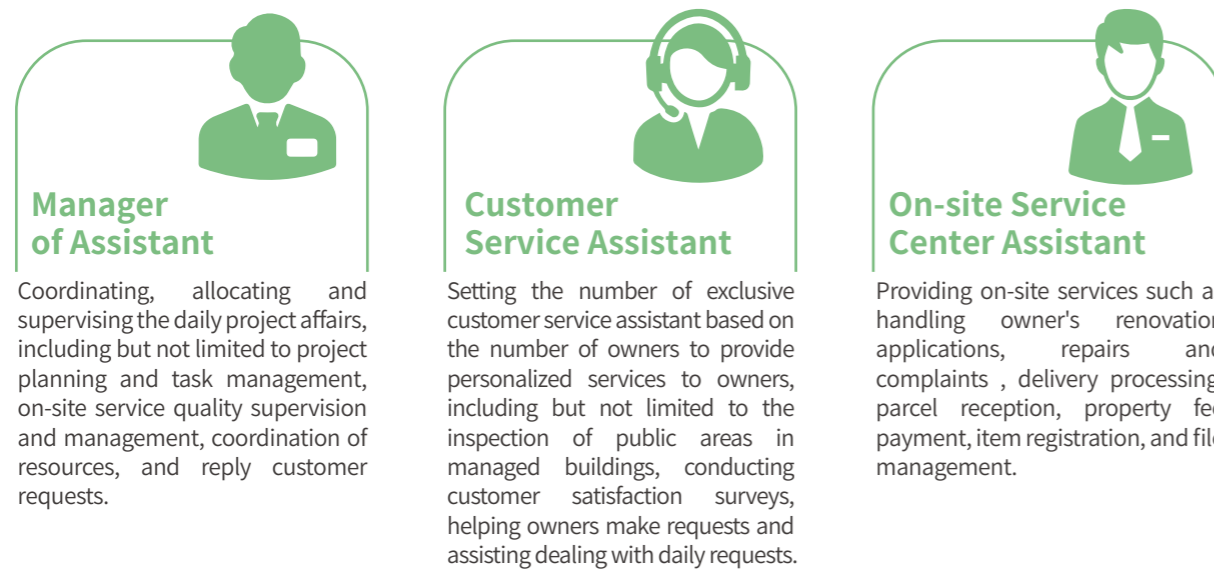 Manager
of Assistant
Coordinating, allocating and
supervising the daily project affairs,
including but not limited to project
planning and task management,
on-site service quality supervision
and management, coordination of
resources, and reply customer
requests.
Customer
Service Assistant
Setting the number of exclusive
customer service assistant based on
the number of owners to provide
personalized services to owners,
including but not limited to the
inspection of public areas in
managed buildings, conducting
customer satisfaction surveys,
helping owners make requests and
assisting dealing with daily requests.
On-site Service
Center Assistant
Providing on-site services such a
handling owner's renovation
applications, repairs and
complaints , delivery processing
parcel reception, property fee
payment, item registration, and file
management.